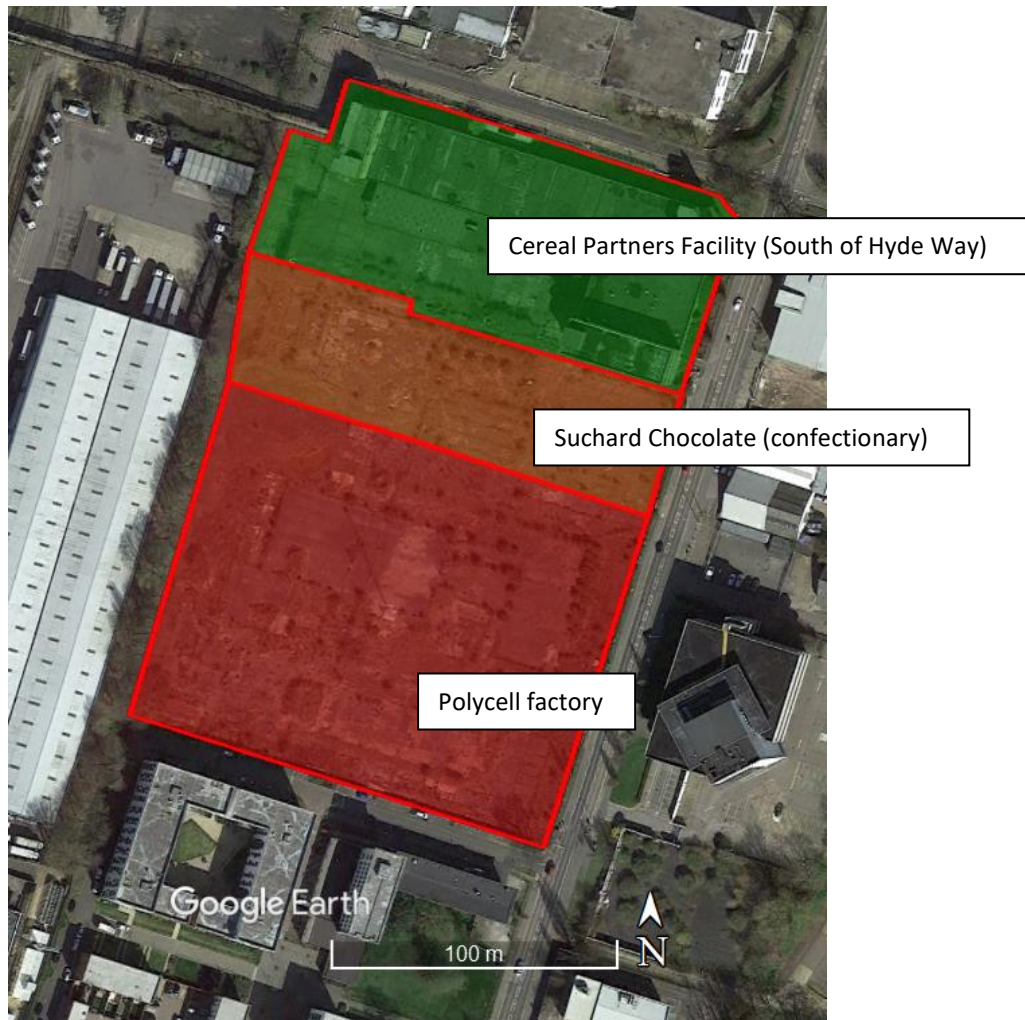 Cereal Partners Facility (South of Hyde Way)
Suchard Chocolate (confectionary)
Polycell factory
Google Earth
100 m
N